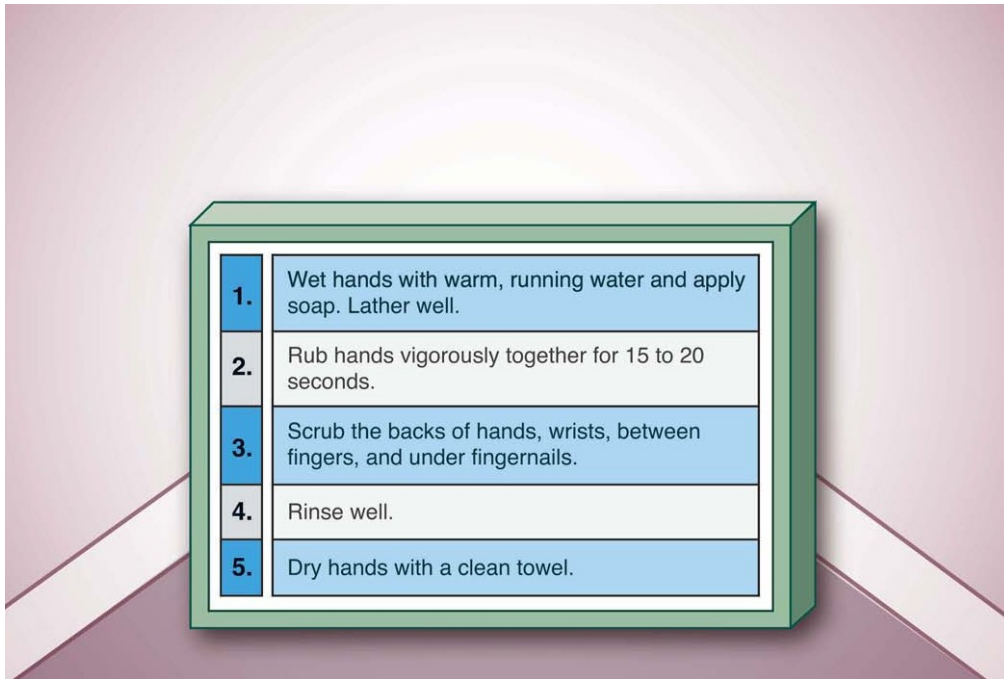 1.
Wet hands with warm, running water and apply
soap. Lather well.
2.
Rub hands vigorously together for 15 to 20
seconds.
3.
Scrub the backs of hands, wrists, between
fingers, and under fingernails.
4.
Rinse well.
5.
Dry hands with a clean towel.